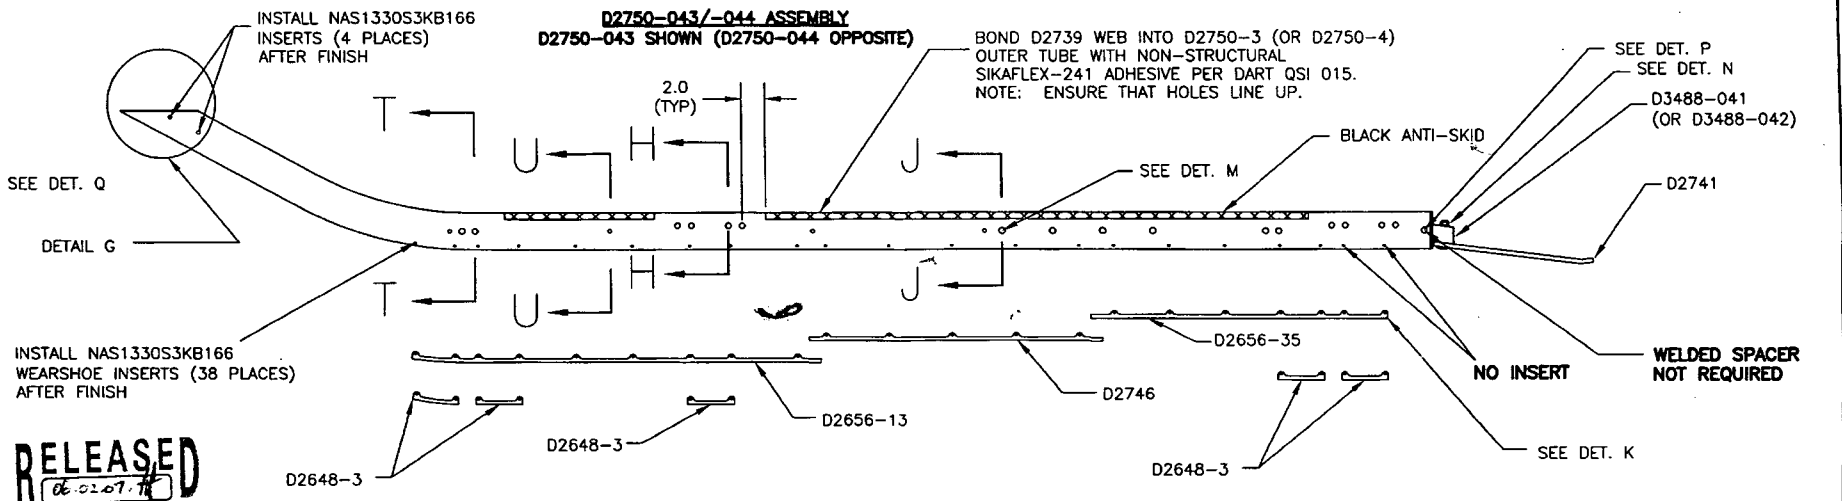 INSTALL NAS1330S3KB166
INSERTS (4 PLACES)
AFTER FINISH
D2750-043/-044 ASSEMBLY
D2750-043 SHOWN (D2750-044 OPPOSITE)
BOND D2739 WEB INTO D2750-3 (OR D2750-4)
OUTER TUBE WITH NON-STRUCTURAL
SIKAFLEX-241 ADHESIVE PER DART QSI 015.
NOTE: ENSURE THAT HOLES LINE UP.
SEE DET. P
SEE DET. N
D3488-041
(OR D3488-042)
2.0
(TYP)
T
U
H
J
BLACK ANTI-SKID
SEE DET. M
D2741
SEE DET. Q
DETAIL G
T
U
H
J
INSTALL NAS1330S3KB166
WEARSHOE INSERTS (38 PLACES)
AFTER FINISH
D2656-35
NO INSERT
WELDED SPACER
NOT REQUIRED
D2746
D2656-13
D2648-3
D2648-3
D2648-3
SEE DET. K
RELEASED